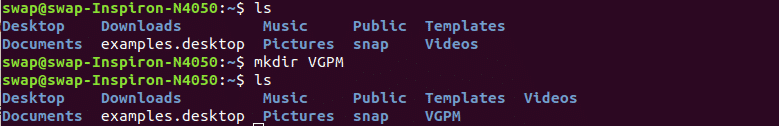 swap@swap-Inspiron-N4050:~$ ls
Desktop Downloads Music Public Templates
Documents examples.desktop Pictures snap Videos
swap@swap-Inspiron-N4050:~$ mkdir VGPM
swap@swap-Inspiron-N4050:~$ ls
Desktop Downloads Music Public Templates Videos
Documents examples.desktop Pictures snap VGPM